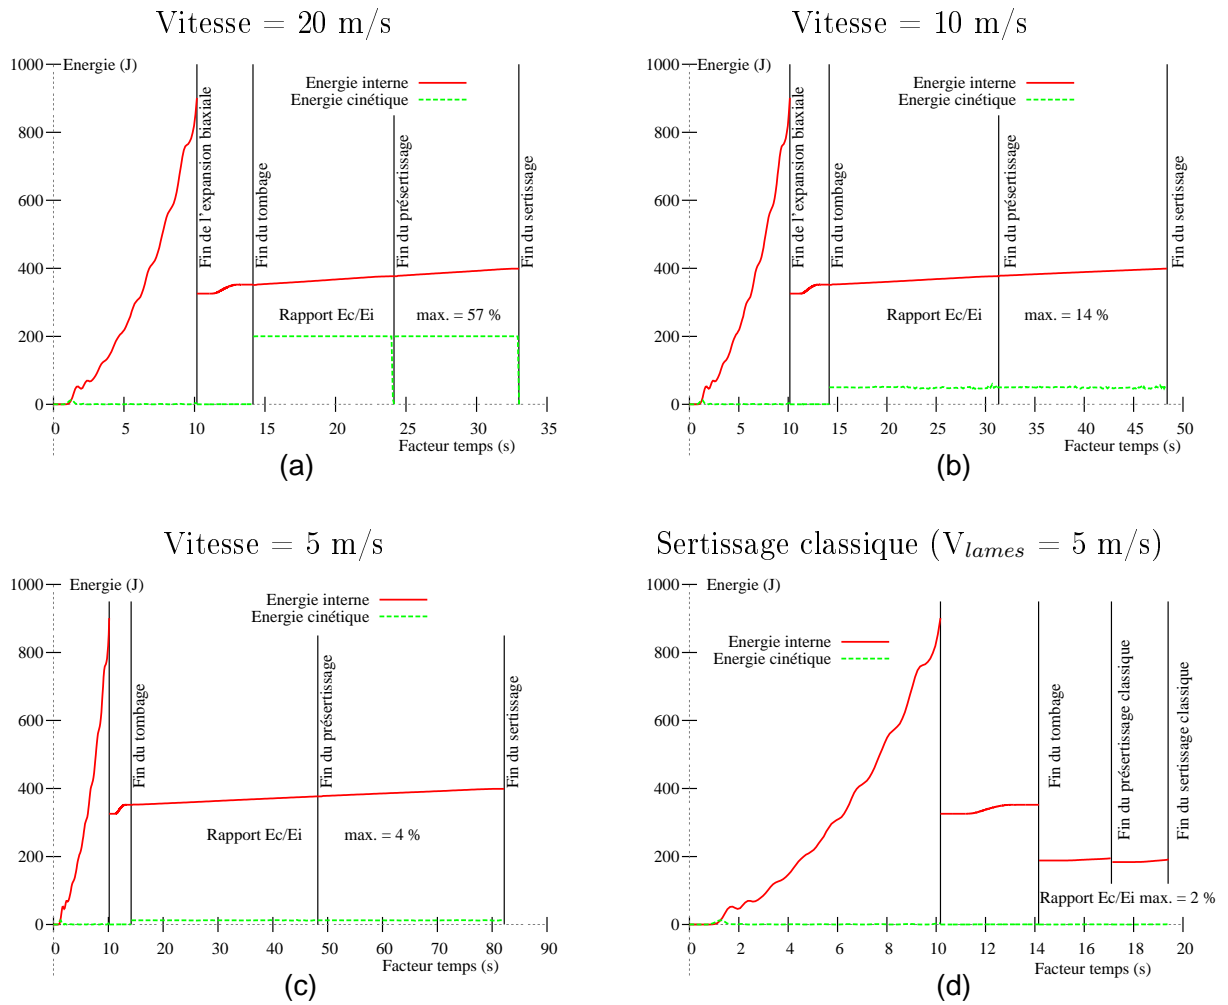 Vitesse = 20 m/s
Energie (J)
Energie interne
Energie cinétique
1000
800
600
400
200
0
Fin de l'expansion biaxiale
Fin du tombage
Fin du présertissage
Fin du sertissage
Rapport Ec/Ei max. = 57 %
0 5 10 15 20 25 30 35
Facteur temps (s)
(a)
Vitesse = 10 m/s
Energie (J)
Energie interne
Energie cinétique
1000
800
600
400
200
0
Fin de l'expansion biaxiale
Fin du tombage
Fin du présertissage
Fin du sertissage
Rapport Ec/Ei max. = 14 %
0 5 10 15 20 25 30 35 40 45 50
Facteur temps (s)
(b)
Vitesse = 5 m/s
Energie (J)
Energie interne
Energie cinétique
1000
800
600
400
200
0
Fin du tombage
Fin du présertissage
Fin du sertissage
Rapport Ec/Ei max. = 4 %
0 10 20 30 40 50 60 70 80 90
Facteur temps (s)
(c)
Sertissage classique (Vlames = 5 m/s)
Energie (J)
Energie interne
Energie cinétique
1000
800
600
400
200
0
Fin du tombage
Fin du présertissage classique
Fin du sertissage classique
Rapport Ec/Ei max. = 2 %
0 2 4 6 8 10 12 14 16 18 20
Facteur temps (s)
(d)